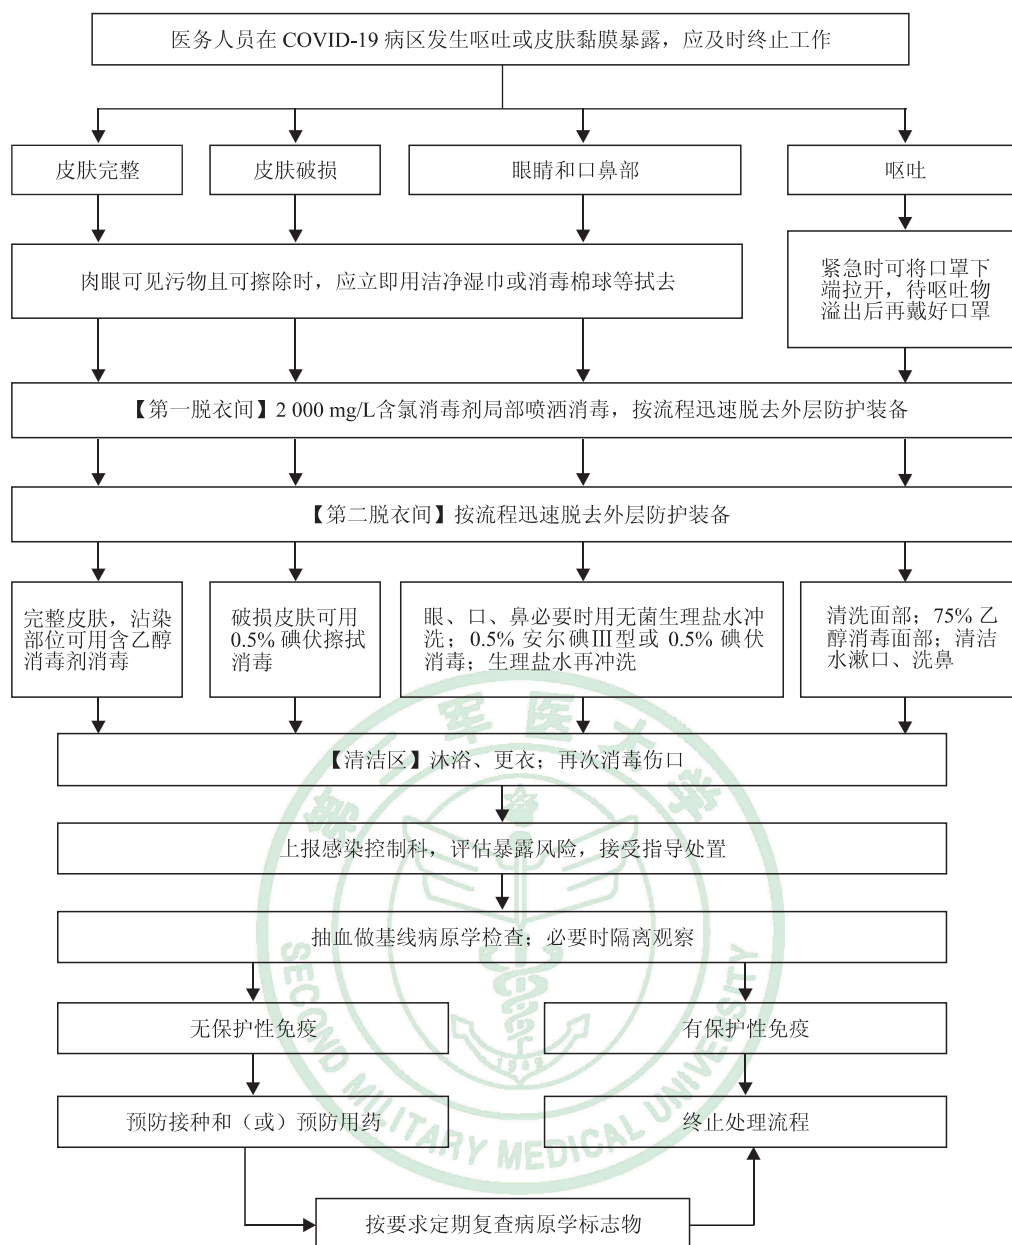 医务人员在 COVID-19 病区发生呕吐或皮肤黏膜暴露，应及时终止工作
皮肤完整
皮肤破损
眼睛和口鼻部
呕吐
肉眼可见污物且可擦除时，应立即用洁净湿巾或消毒棉球等拭去
紧急时可将口罩下
端拉开，待呕吐物
溢出后再戴好口罩
【第一脱衣间】2 000 mg/L含氯消毒剂局部喷洒消毒，按流程迅速脱去外层防护装备
【第二脱衣间】按流程迅速脱去外层防护装备
完整皮肤，沾染
部位可用含乙醇
消毒剂消毒
破损皮肤可用
0.5% 碘伏擦拭
消毒
眼、口、鼻必要时用无菌生理盐水冲
洗；0.5% 安尔碘Ⅲ型或 0.5% 碘伏
消毒；生理盐水再冲洗
清洗面部；75% 乙
醇消毒面部；清洁
水漱口、洗鼻
【清洁区】沐浴、更衣；再次消毒伤口
上报感染控制科，评估暴露风险，接受指导处置
抽血做基线病原学检查；必要时隔离观察
无保护性免疫
有保护性免疫
预防接种和（或）预防用药
终止处理流程
按要求定期复查病原学标志物
第二军医大学
1949
SECOND MILITARY MEDICAL UNIVERSITY